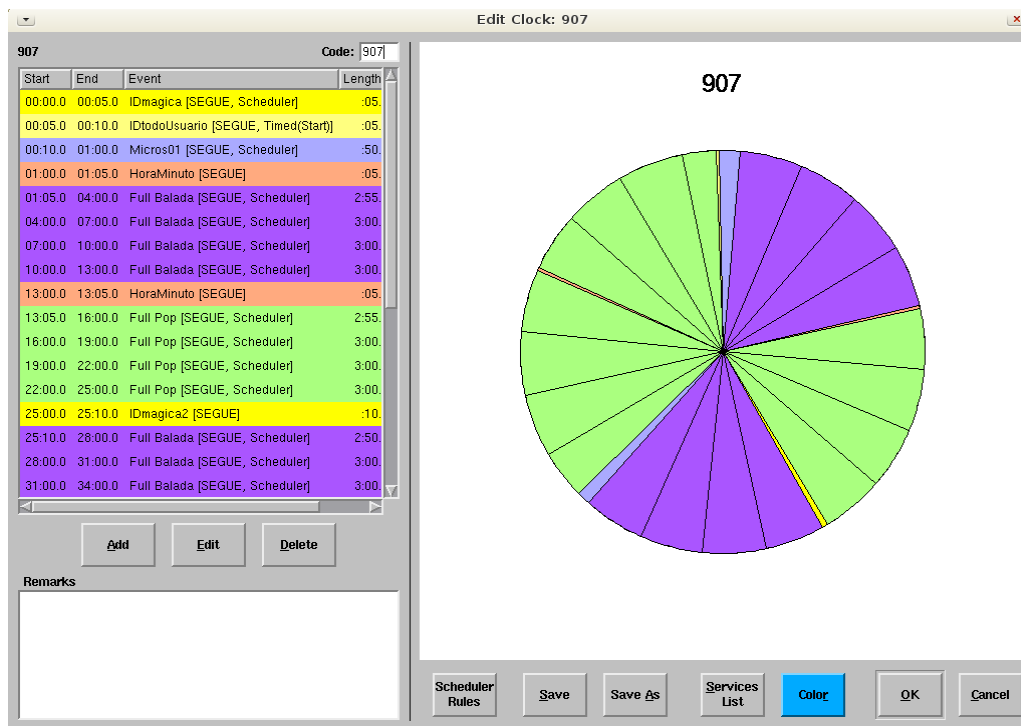 Edit Clock: 907
907 Code: 907
Start End Event Length
00:00.0 00:05.0 IDmagica [SEGUE, Scheduler] :05.
00:05.0 00:10.0 IDtodoUsuario [SEGUE, Timed(Start)] :05.
00:10.0 01:00.0 Micros01 [SEGUE, Scheduler] :50.
01:00.0 01:05.0 HoraMinuto [SEGUE] :05.
01:05.0 04:00.0 Full Balada [SEGUE, Scheduler] 2:55.
04:00.0 07:00.0 Full Balada [SEGUE, Scheduler] 3:00.
07:00.0 10:00.0 Full Balada [SEGUE, Scheduler] 3:00.
10:00.0 13:00.0 Full Balada [SEGUE, Scheduler] 3:00.
13:00.0 13:05.0 HoraMinuto [SEGUE] :05.
13:05.0 16:00.0 Full Pop [SEGUE, Scheduler] 2:55.
16:00.0 19:00.0 Full Pop [SEGUE, Scheduler] 3:00.
19:00.0 22:00.0 Full Pop [SEGUE, Scheduler] 3:00.
22:00.0 25:00.0 Full Pop [SEGUE, Scheduler] 3:00.
25:00.0 25:10.0 IDmagica2 [SEGUE] :10.
25:10.0 28:00.0 Full Balada [SEGUE, Scheduler] 2:50.
28:00.0 31:00.0 Full Balada [SEGUE, Scheduler] 3:00.
31:00.0 34:00.0 Full Balada [SEGUE, Scheduler] 3:00.
Add Edit Delete
Remarks
907
Scheduler Rules Save Save As Services List Color OK Cancel